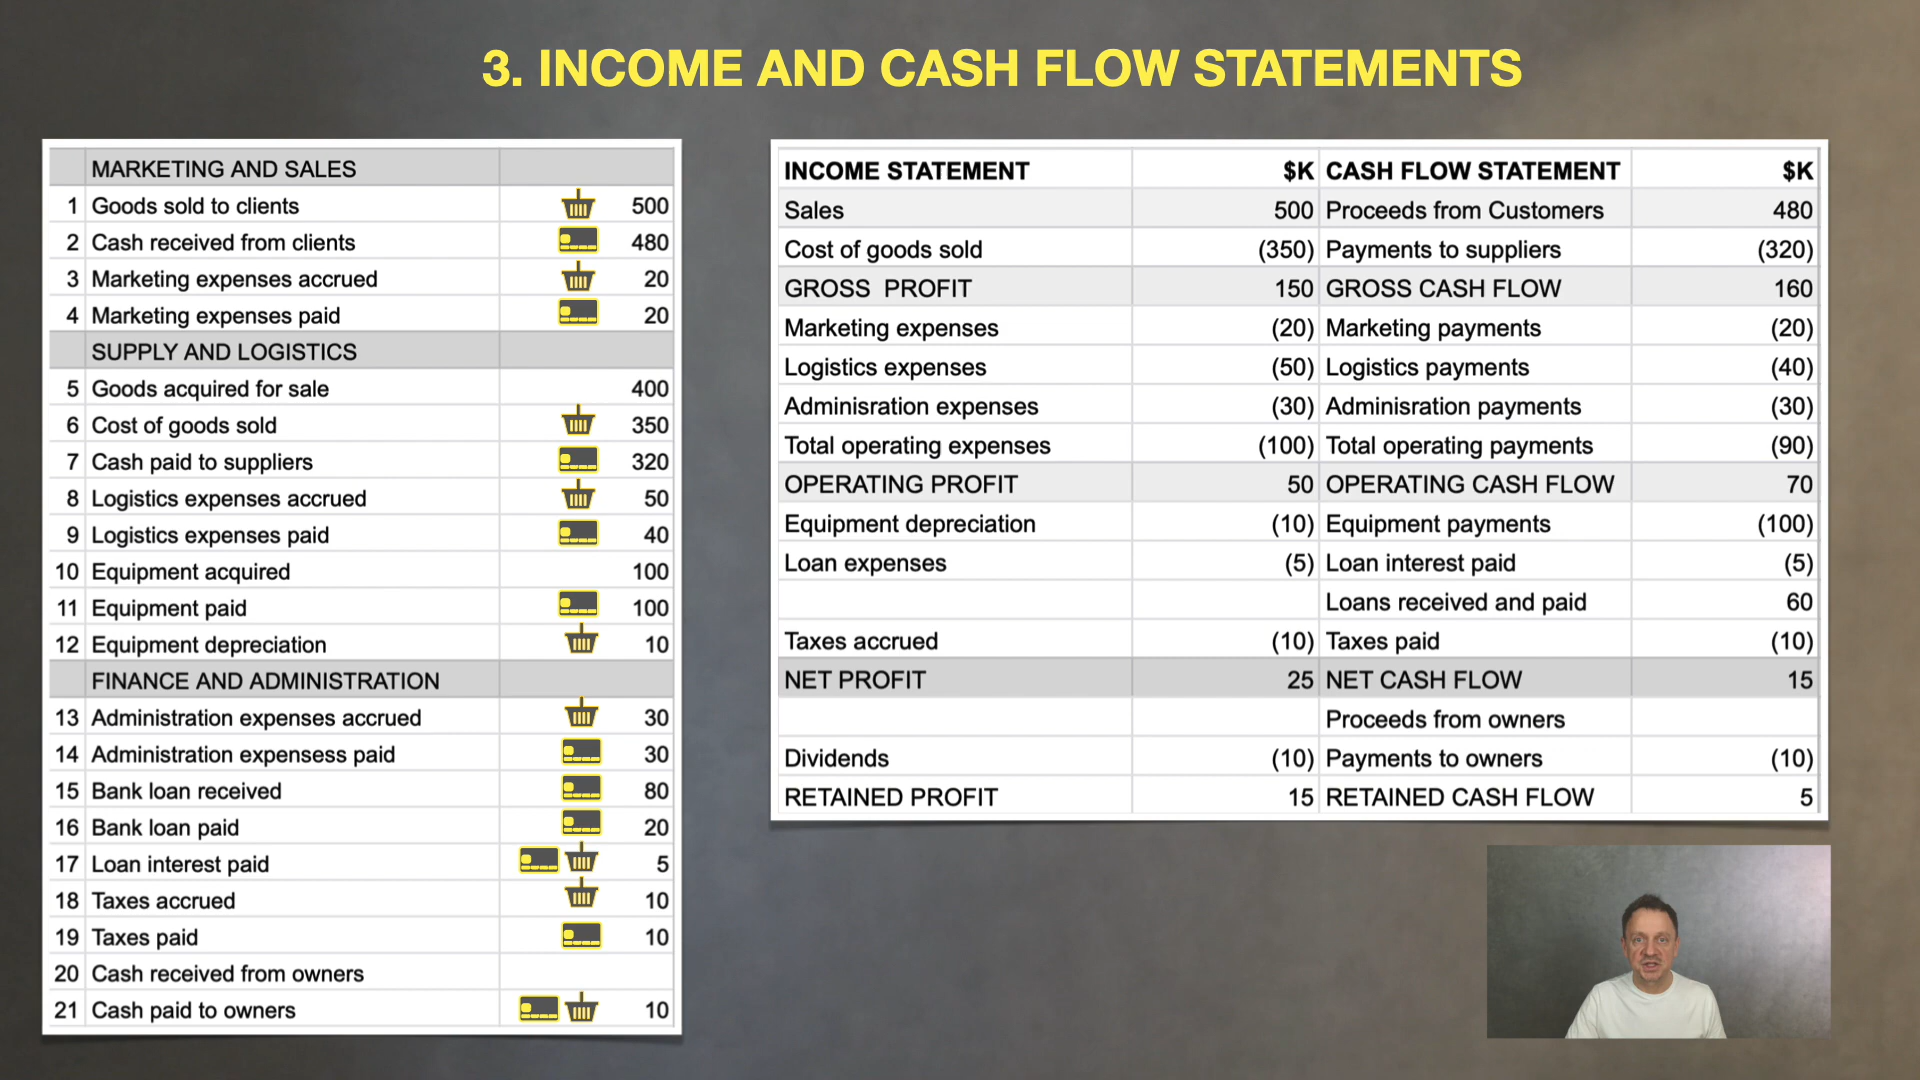 3. INCOME AND CASH FLOW STATEMENTS
MARKETING AND SALES
1 Goods sold to clients 500
2 Cash received from clients 480
3 Marketing expenses accrued 20
4 Marketing expenses paid 20
SUPPLY AND LOGISTICS
5 Goods acquired for sale 400
6 Cost of goods sold 350
7 Cash paid to suppliers 320
8 Logistics expenses accrued 50
9 Logistics expenses paid 40
10 Equipment acquired 100
11 Equipment paid 100
12 Equipment depreciation 10
FINANCE AND ADMINISTRATION
13 Administration expenses accrued 30
14 Administration expensess paid 30
15 Bank loan received 80
16 Bank loan paid 20
17 Loan interest paid 5
18 Taxes accrued 10
19 Taxes paid 10
20 Cash received from owners
21 Cash paid to owners 10
INCOME STATEMENT $K CASH FLOW STATEMENT $K
Sales 500 Proceeds from Customers 480
Cost of goods sold (350) Payments to suppliers (320)
GROSS PROFIT 150 GROSS CASH FLOW 160
Marketing expenses (20) Marketing payments (20)
Logistics expenses (50) Logistics payments (40)
Adminisration expenses (30) Adminisration payments (30)
Total operating expenses (100) Total operating payments (90)
OPERATING PROFIT 50 OPERATING CASH FLOW 70
Equipment depreciation (10) Equipment payments (100)
Loan expenses (5) Loan interest paid (5)
Loans received and paid 60
Taxes accrued (10) Taxes paid (10)
NET PROFIT 25 NET CASH FLOW 15
Proceeds from owners
Dividends (10) Payments to owners (10)
RETAINED PROFIT 15 RETAINED CASH FLOW 5